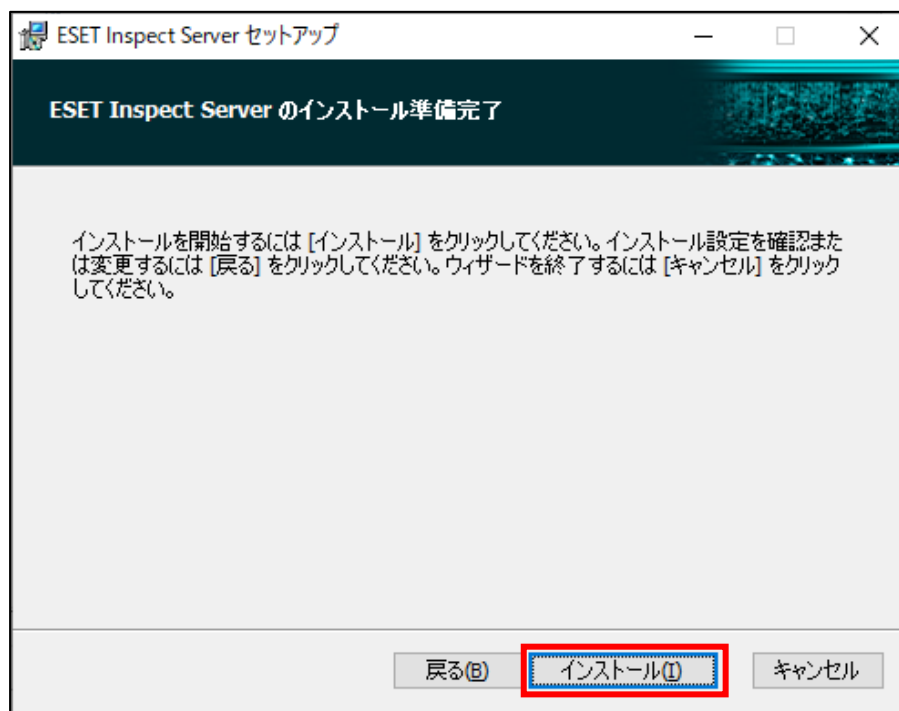 ESET Inspect Server セットアップ
ESET Inspect Server のインストール準備完了
インストールを開始するには [インストール] をクリックしてください。インストール設定を確認また
は変更するには [戻る] をクリックしてください。ウィザードを終了するには [キャンセル] をクリック
してください。
戻る(B) インストール(I) キャンセル